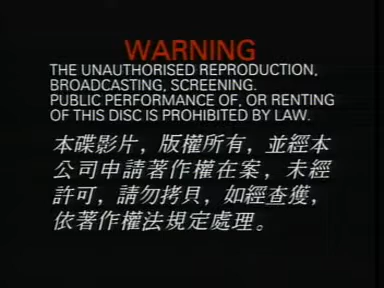 WARNING
THE UNAUTHORISED REPRODUCTION,
BROADCASTING, SCREENING.
PUBLIC PERFORMANCE OF, OR RENTING
OF THIS DISC IS PROHIBITED BY LAW.
本碟影片，版權所有，並經本
公司申請著作權在案，未經
許可，請勿拷貝，如經查獲，
依著作權法規定處理。